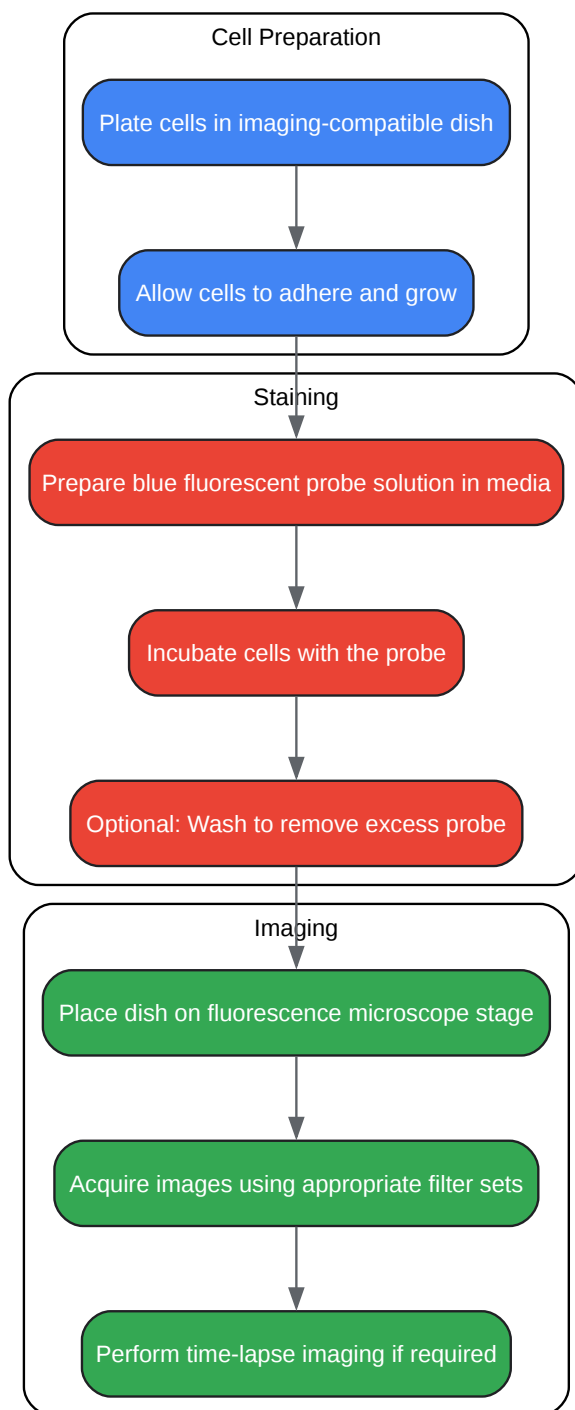 Cell Preparation
Plate cells in imaging-compatible dish
Allow cells to adhere and grow
Staining
Prepare blue fluorescent probe solution in media
Incubate cells with the probe
Optional: Wash to remove excess probe
Imaging
Place dish on fluorescence microscope stage
Acquire images using appropriate filter sets
Perform time-lapse imaging if required